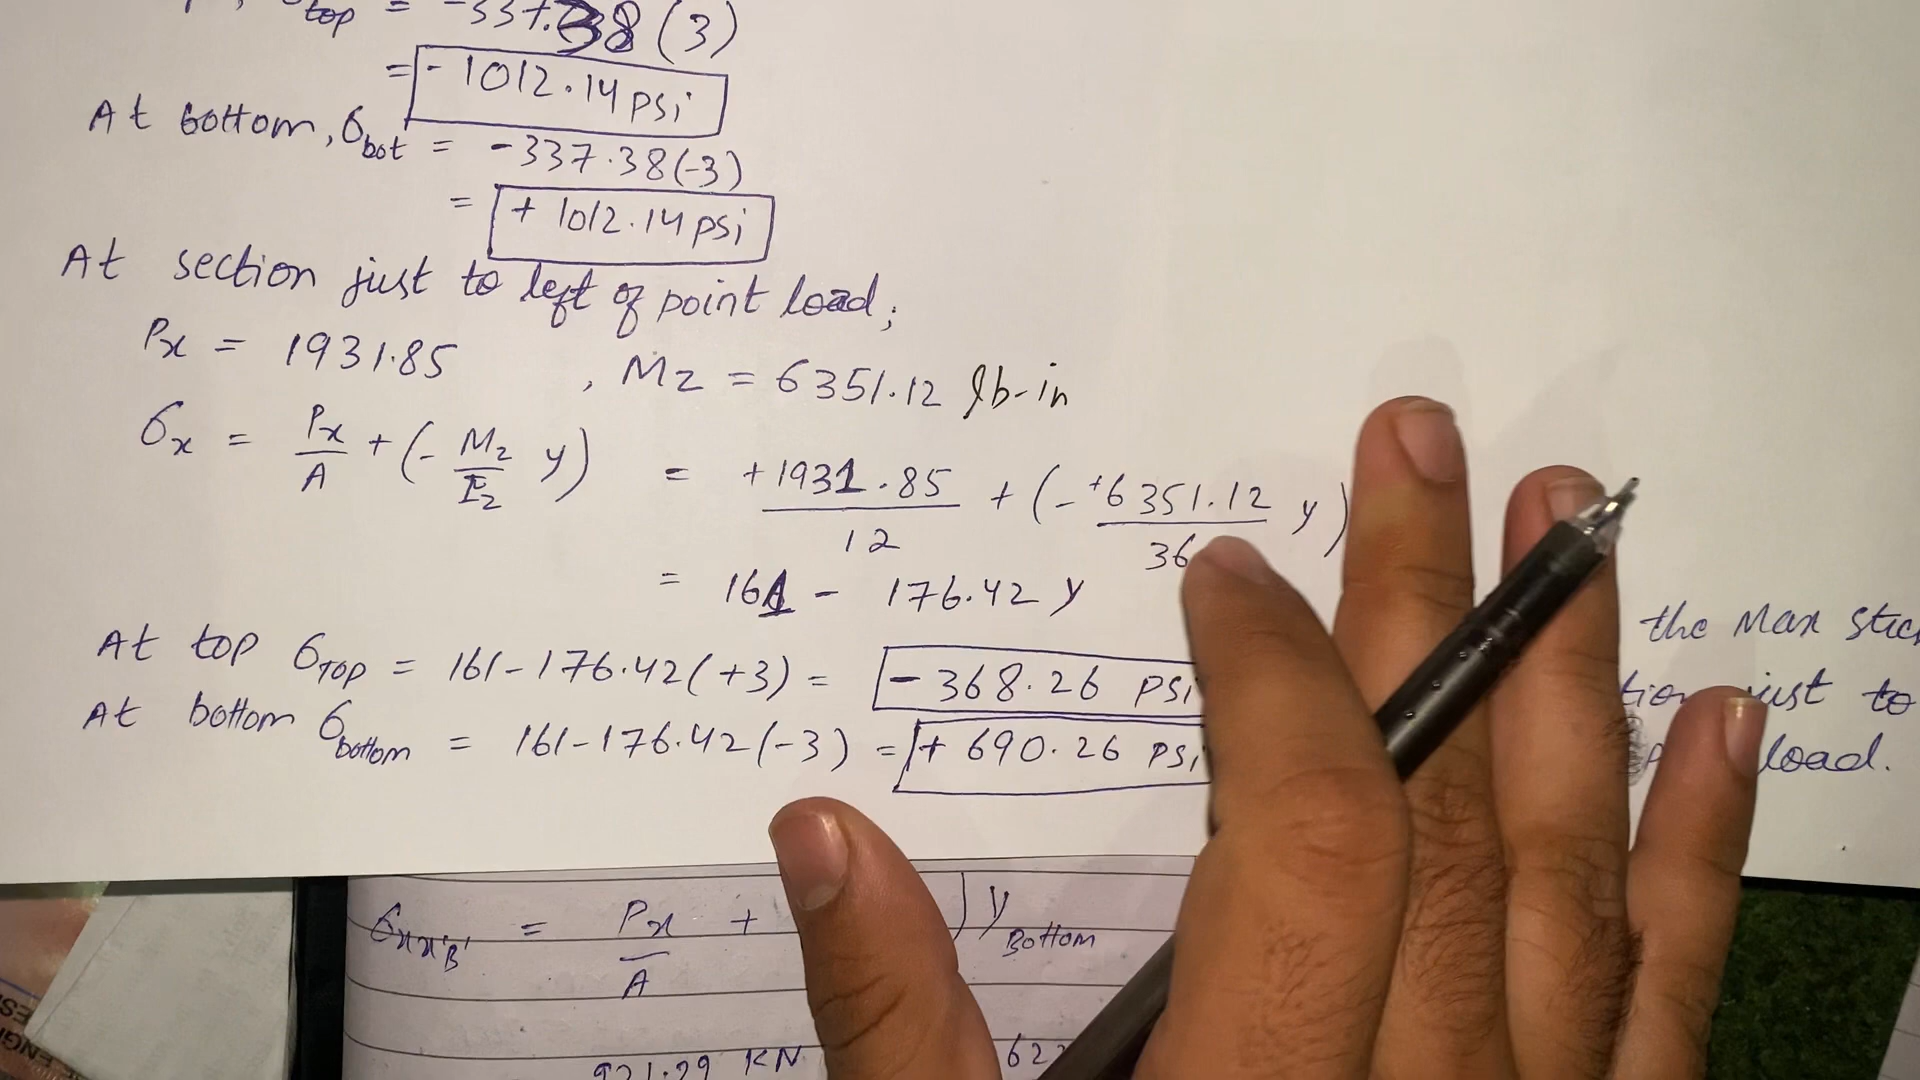 σtop = -337.38 (3)
= -1012.14 psi
At bottom, σbot = -337.38(-3)
= + 1012.14 psi
At section just to left of point load;
Px = 1931.85 , Mz = 6351.12 lb-in
σx = Px/A + (- Mz/Iz y) = +1931.85/12 + (-+6351.12/36 y)
= 161 - 176.42 y
At top σTOP = 161-176.42(+3) = -368.26 PSi
At bottom σbottom = 161-176.42(-3) = + 690.26 PSi
the Max
just to
load.
= Px/A + ) yBottom
921.29 KN